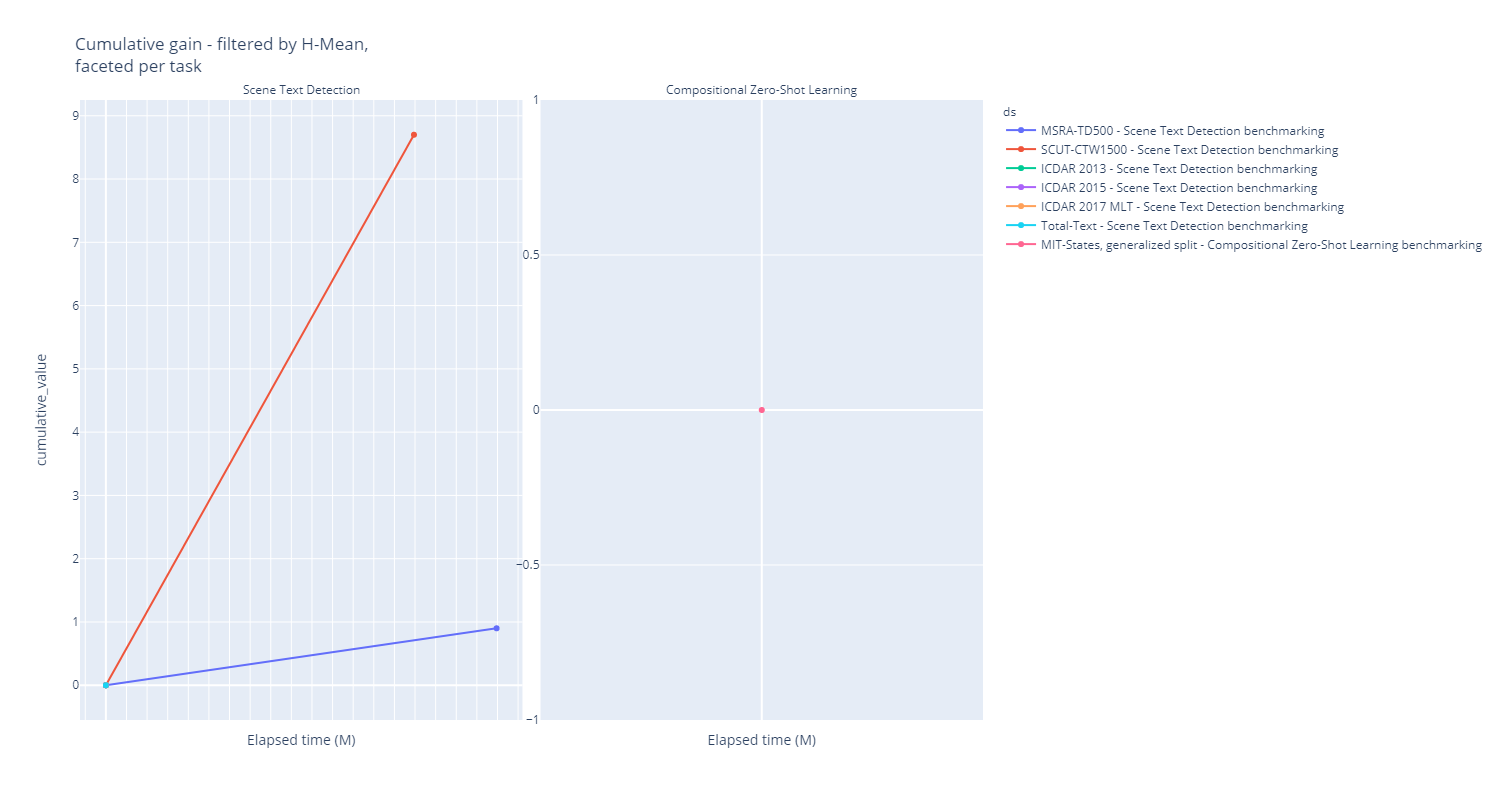 Cumulative gain - filtered by H-Mean,
faceted per task
Scene Text Detection
Compositional Zero-Shot Learning
9
8
7
6
5
4
3
2
1
0
cumulative_value
Elapsed time (M)
1
0.5
0
−0.5
−1
Elapsed time (M)
ds
MSRA-TD500 - Scene Text Detection benchmarking
SCUT-CTW1500 - Scene Text Detection benchmarking
ICDAR 2013 - Scene Text Detection benchmarking
ICDAR 2015 - Scene Text Detection benchmarking
ICDAR 2017 MLT - Scene Text Detection benchmarking
Total-Text - Scene Text Detection benchmarking
MIT-States, generalized split - Compositional Zero-Shot Learning benchmarking